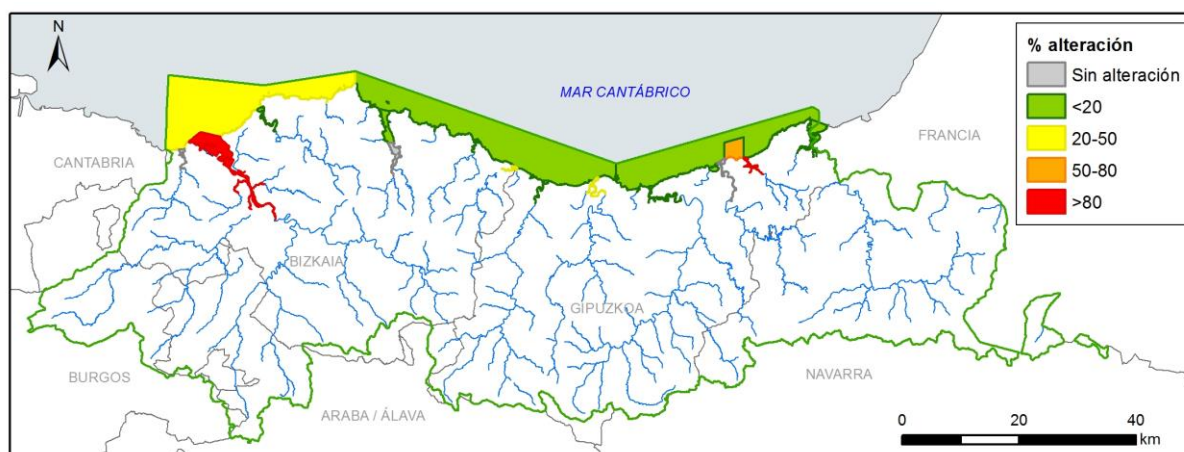 N
% alteración
Sin alteración
<20
20-50
50-80
>80
MAR CANTÁBRICO
FRANCIA
CANTABRIA
BIZKAIA
GIPUZKOA
NAVARRA
BURGOS
ARABA / ÁLAVA
0 20 40
km